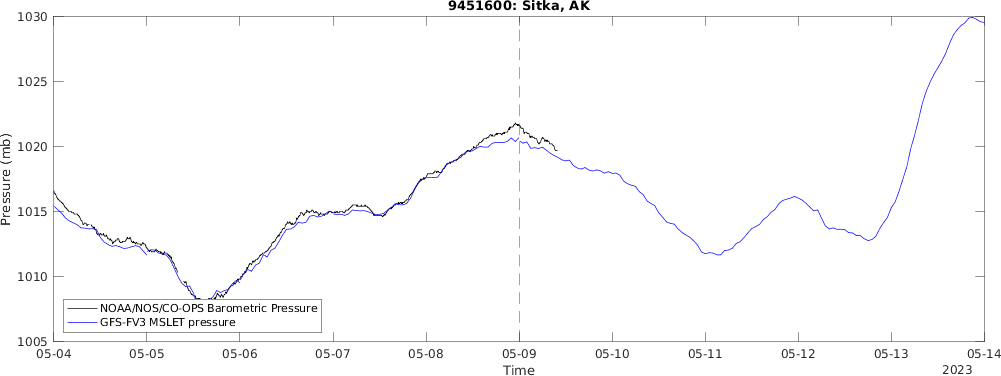 9451600: Sitka, AK
1030
1025
1020
1015
1010
1005
Pressure (mb)
NOAA/NOS/CO-OPS Barometric Pressure
GFS-FV3 MSLET pressure
05-04 05-05 05-06 05-07 05-08 05-09 05-10 05-11 05-12 05-13 05-14
Time
2023